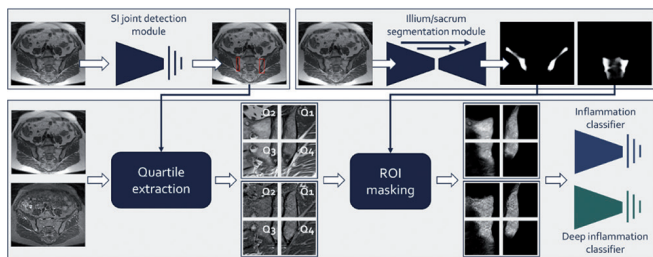 SI joint detection
module
Illium/sacrum
segmentation module
Quartile
extraction
Q2 Q1
Q3 Q4
Q2 Q1
Q3 Q4
ROI
masking
Inflammation
classifier
Deep inflammation
classifier